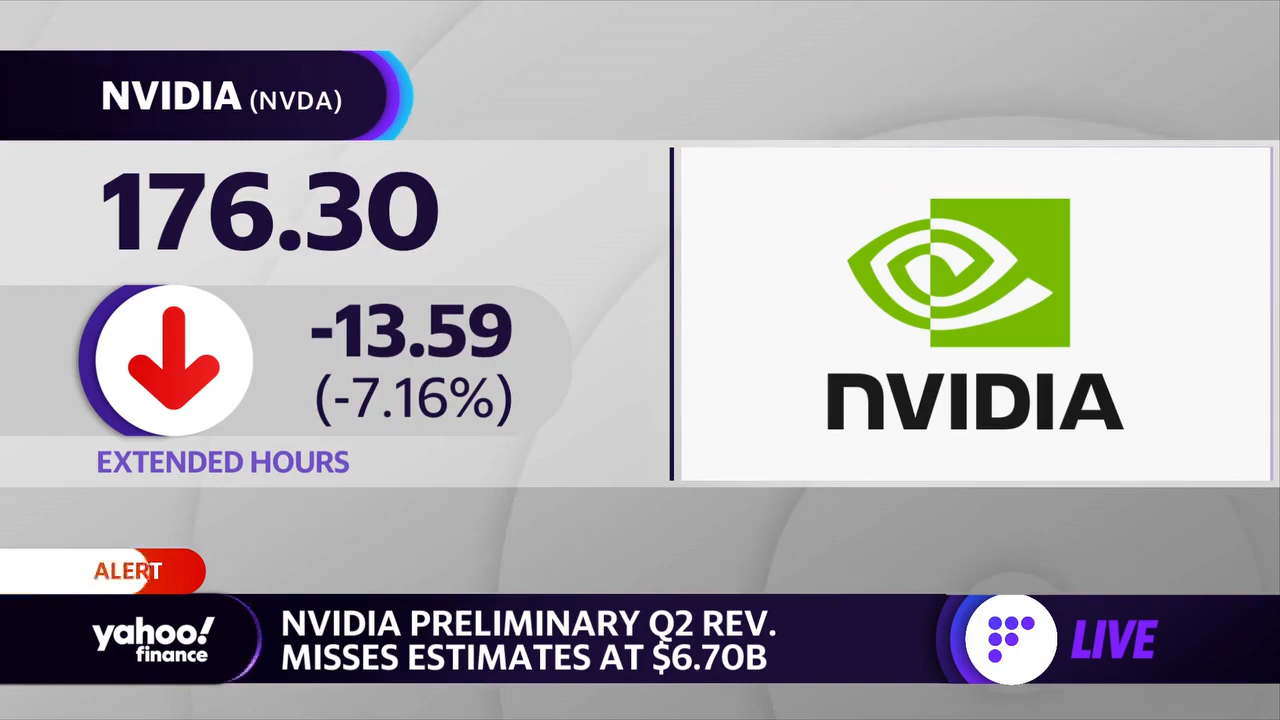 NVIDIA (NVDA)
176.30
-13.59
(-7.16%)
EXTENDED HOURS
NVIDIA
ALERT
yahoo!
finance
NVIDIA PRELIMINARY Q2 REV.
MISSES ESTIMATES AT $6.70B
LIVE